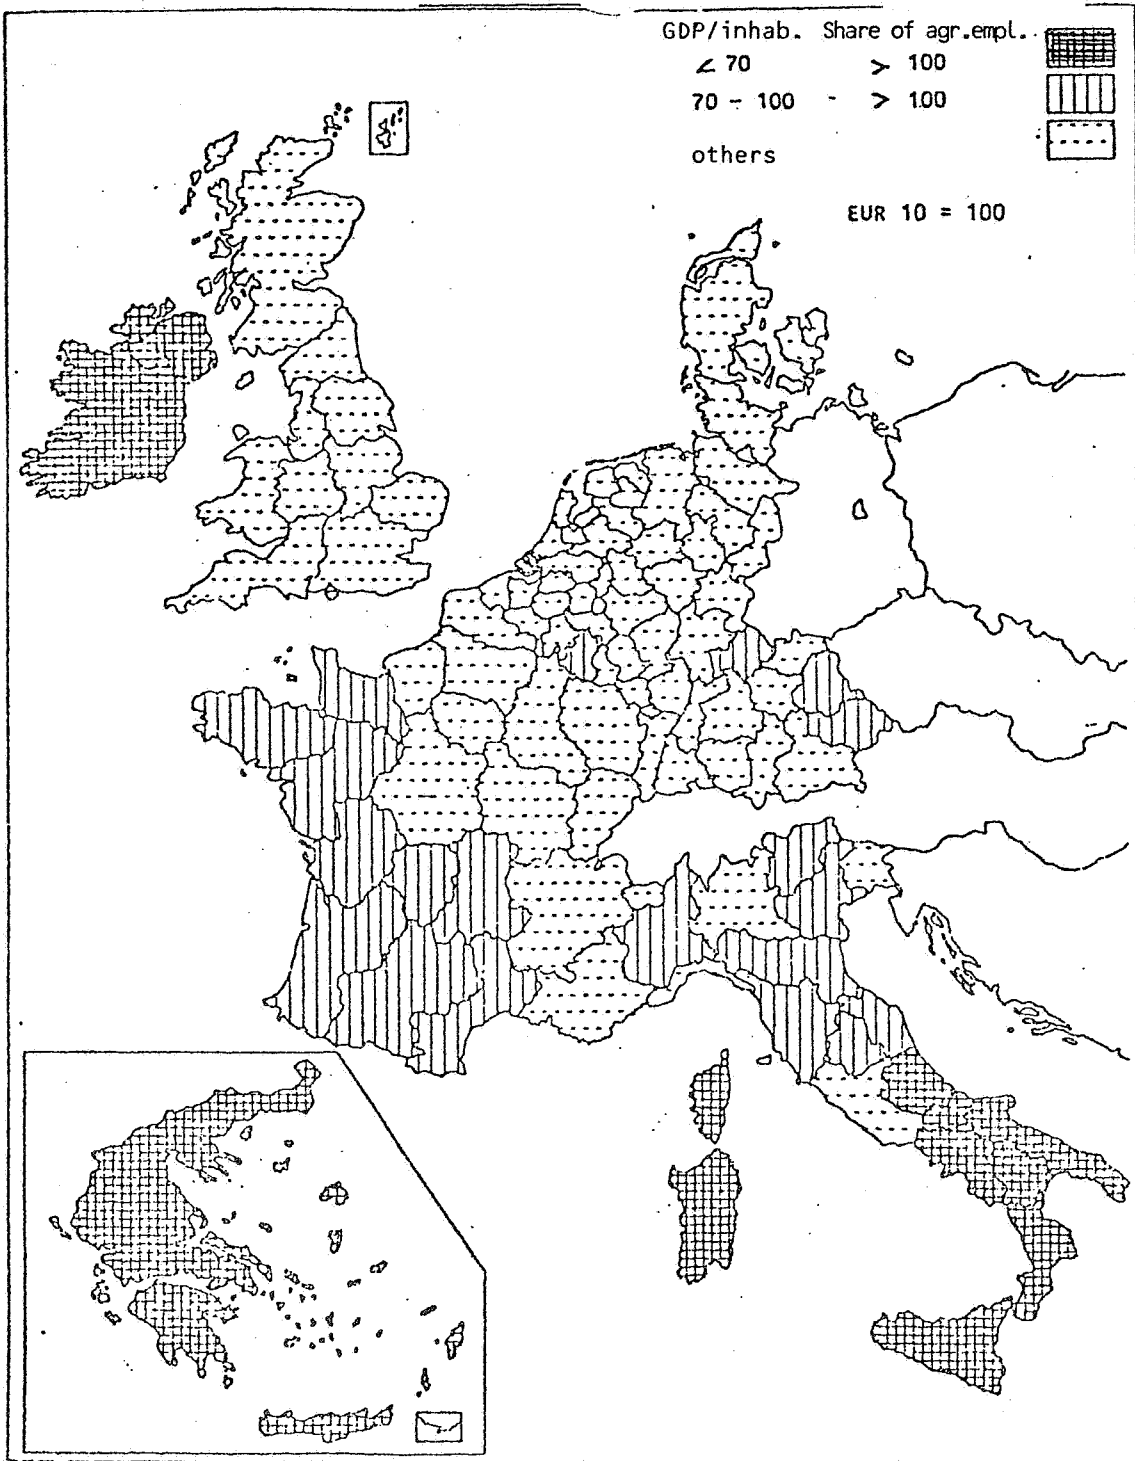 GDP/inhab. Share of agr.empl.
< 70 > 100
70 - 100 - > 100
others
EUR 10 = 100